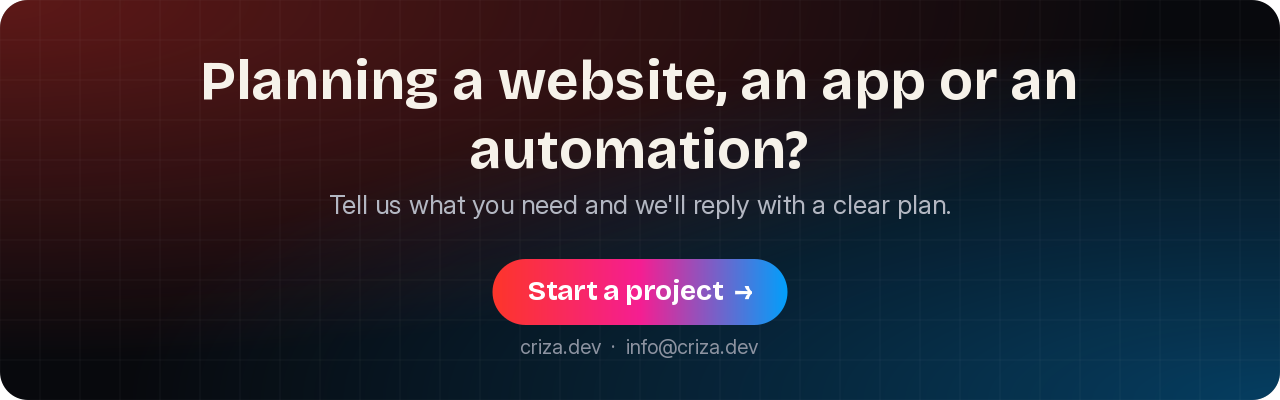 Planning a website, an app or an
automation?
Tell us what you need and we'll reply with a clear plan.
Start a project →
criza.dev · info@criza.dev